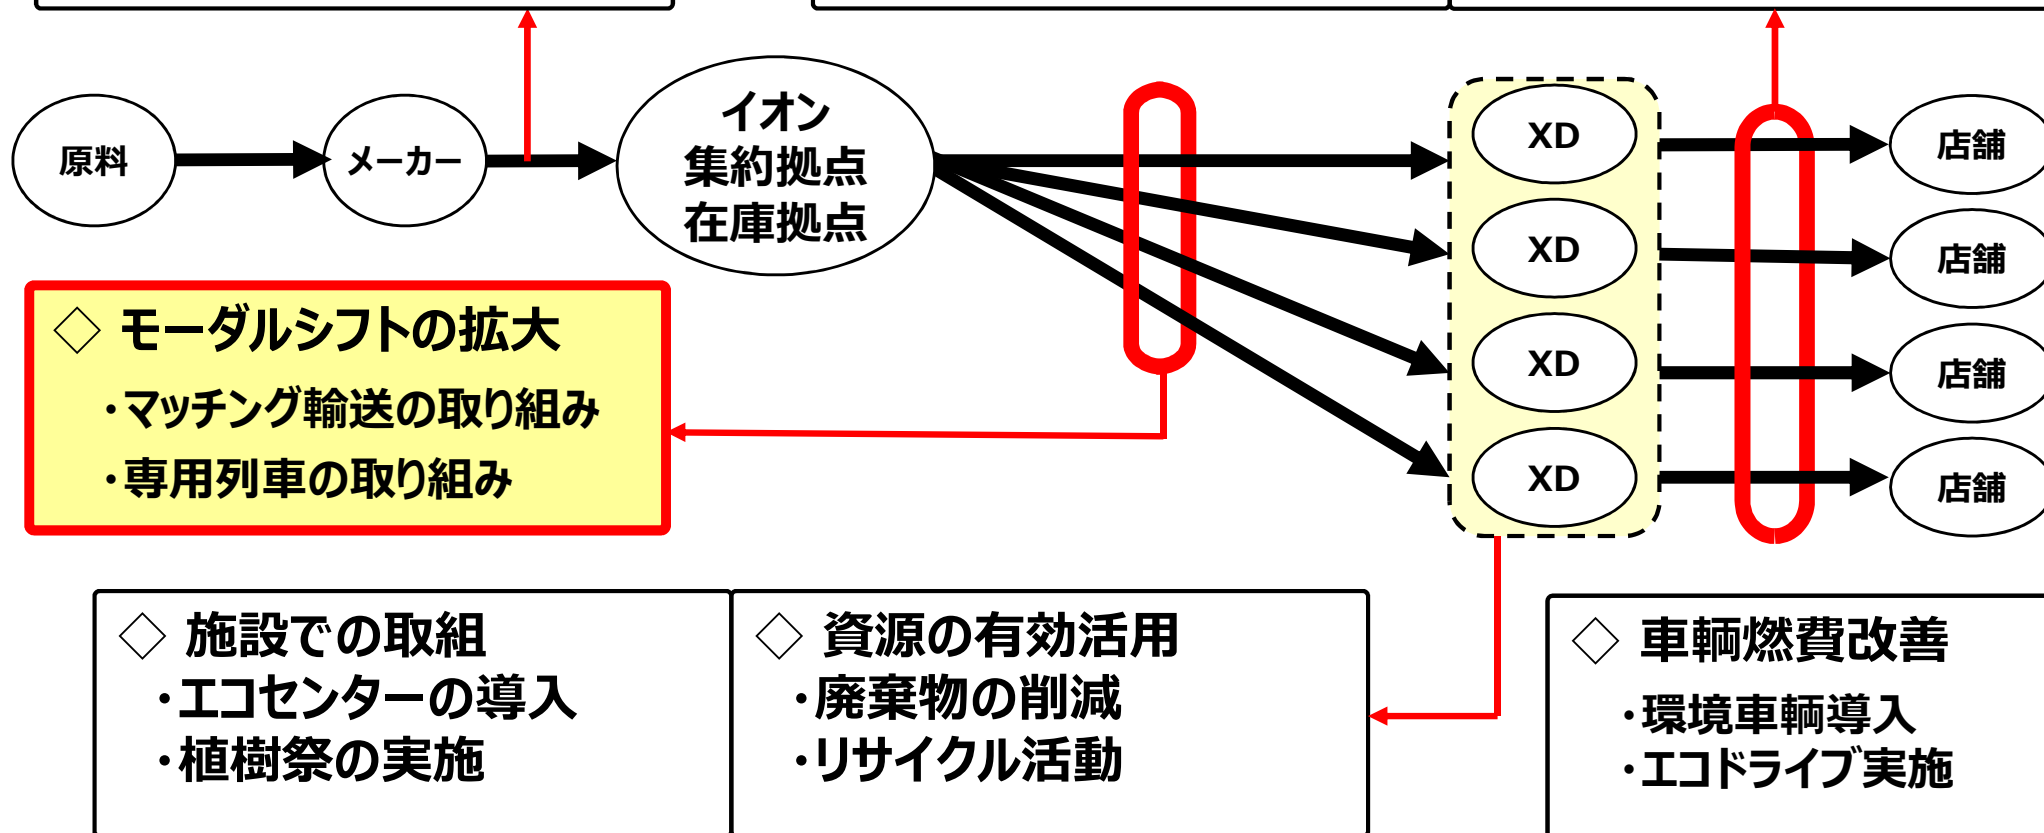 原料
メーカー
イオン
集約拠点
在庫拠点
XD
XD
XD
XD
店舗
店舗
店舗
店舗
◇ モーダルシフトの拡大
・マッチング輸送の取り組み
・専用列車の取り組み
◇ 施設での取組
・エコセンターの導入
・植樹祭の実施
◇ 資源の有効活用
・廃棄物の削減
・リサイクル活動
◇ 車輌燃費改善
・環境車輌導入
・エコドライブ実施